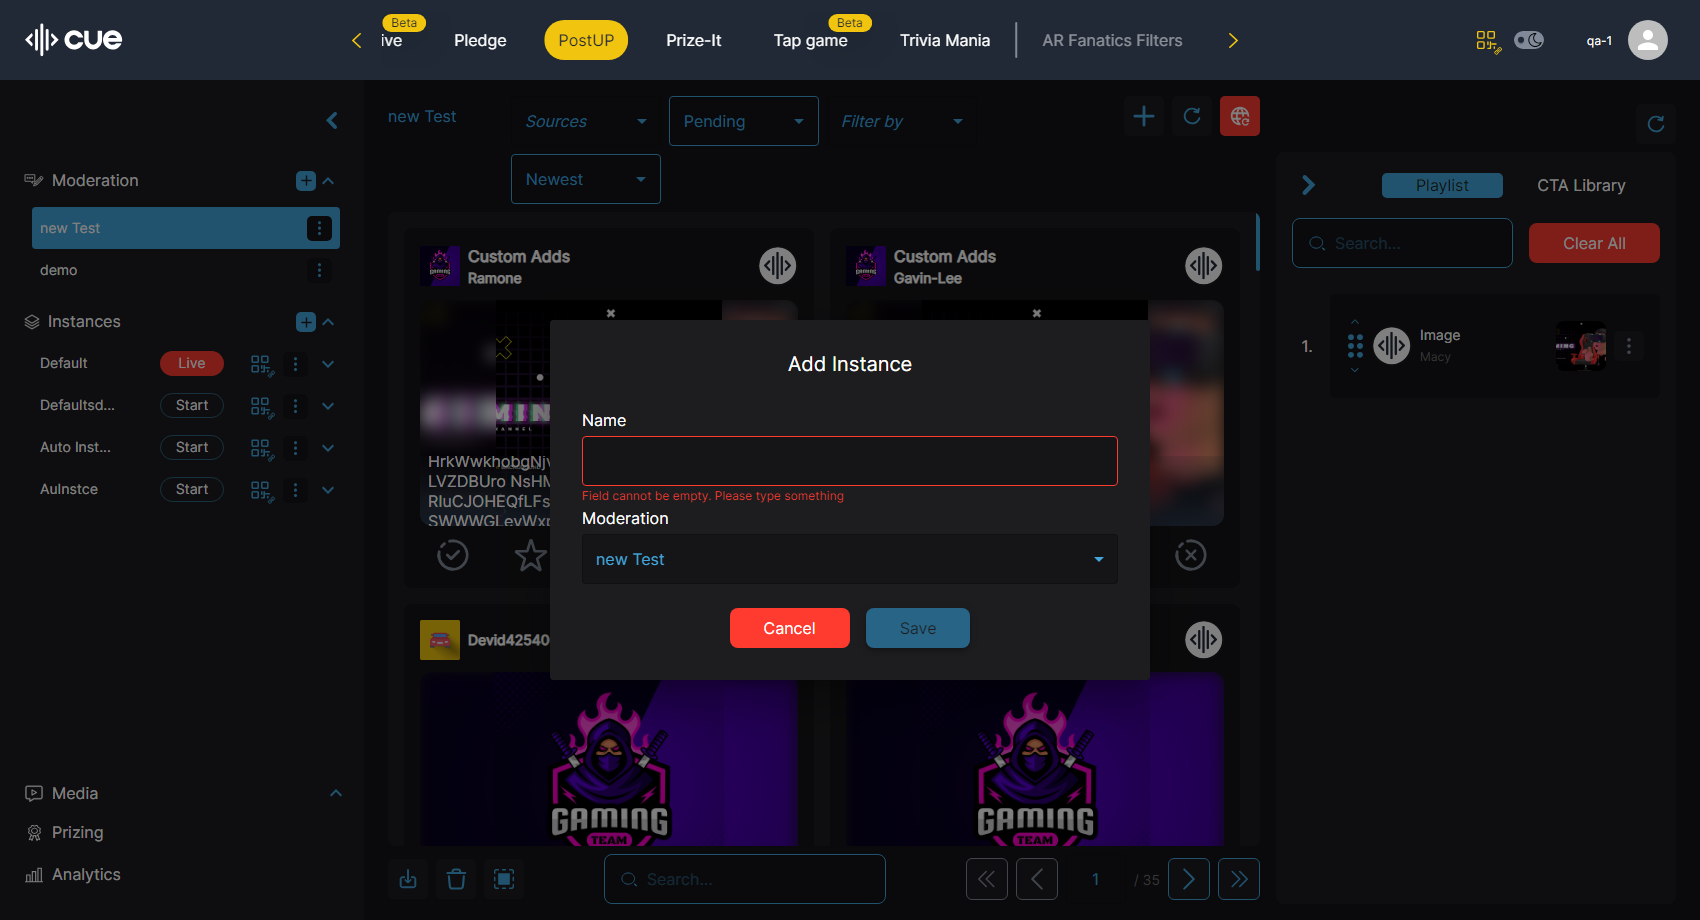 cue
Beta
ive
Pledge
PostUP
Prize-It
Beta
Tap game
Trivia Mania
AR Fanatics Filters
qa-1
Moderation
new Test
demo
Instances
Default
Live
Defaultsd...
Start
Auto Inst...
Start
AuInstce
Start
Media
Prizing
Analytics
new Test
Sources
Pending
Filter by
Newest
Custom Adds
Ramone
Custom Adds
Gavin-Lee
HrkWwkhobgNjv
LVZDBUro NsHM
RluCJOHEQfLFs
SWWWGLevWxr
Devid42540
GAMING
TEAM
GAMING
TEAM
Add Instance
Name
Field cannot be empty. Please type something
Moderation
new Test
Cancel
Save
Search...
1
/ 35
Playlist
CTA Library
Search...
Clear All
1.
Image
Macy